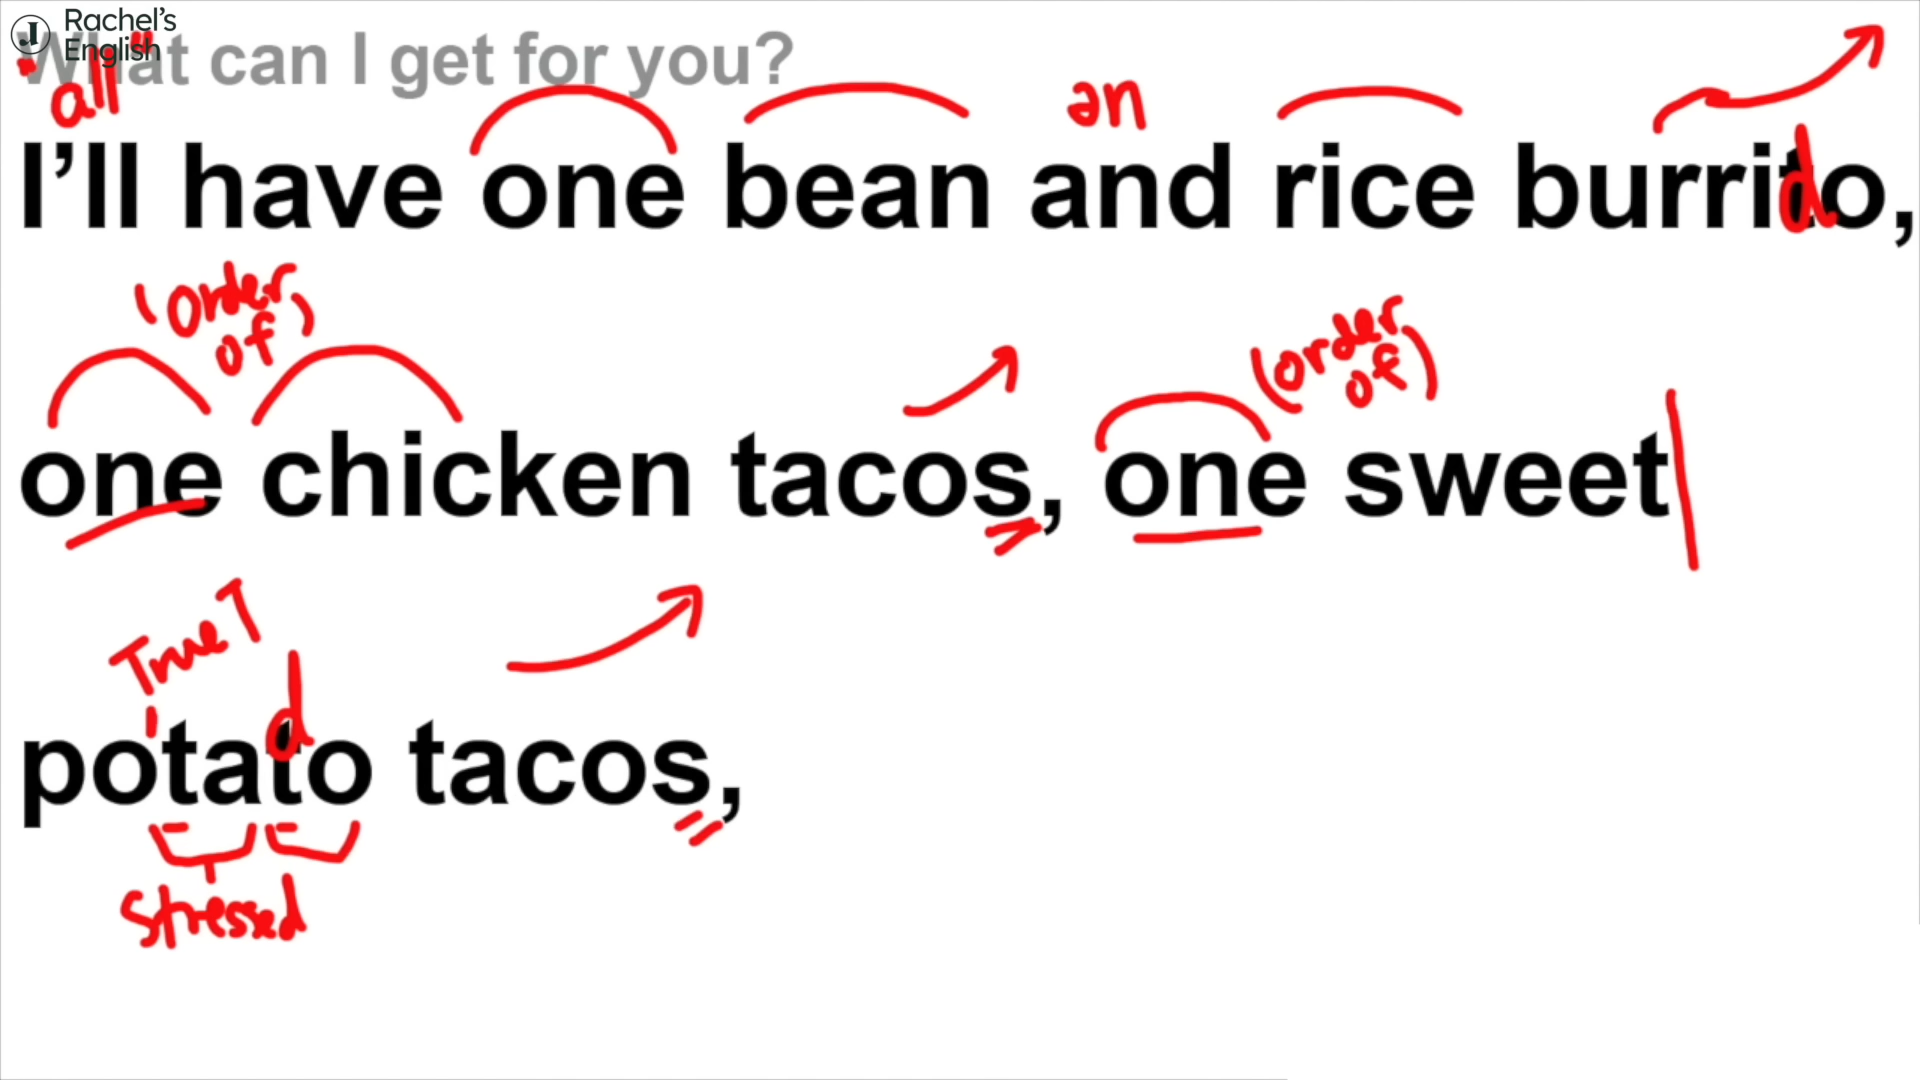 Rachel's
English
What can I get for you?
"all"
an
I'll have one bean and rice burrito,
d
(order
of)
(order
of)
one chicken tacos, one sweet
True T
d
potato tacos,
stressed